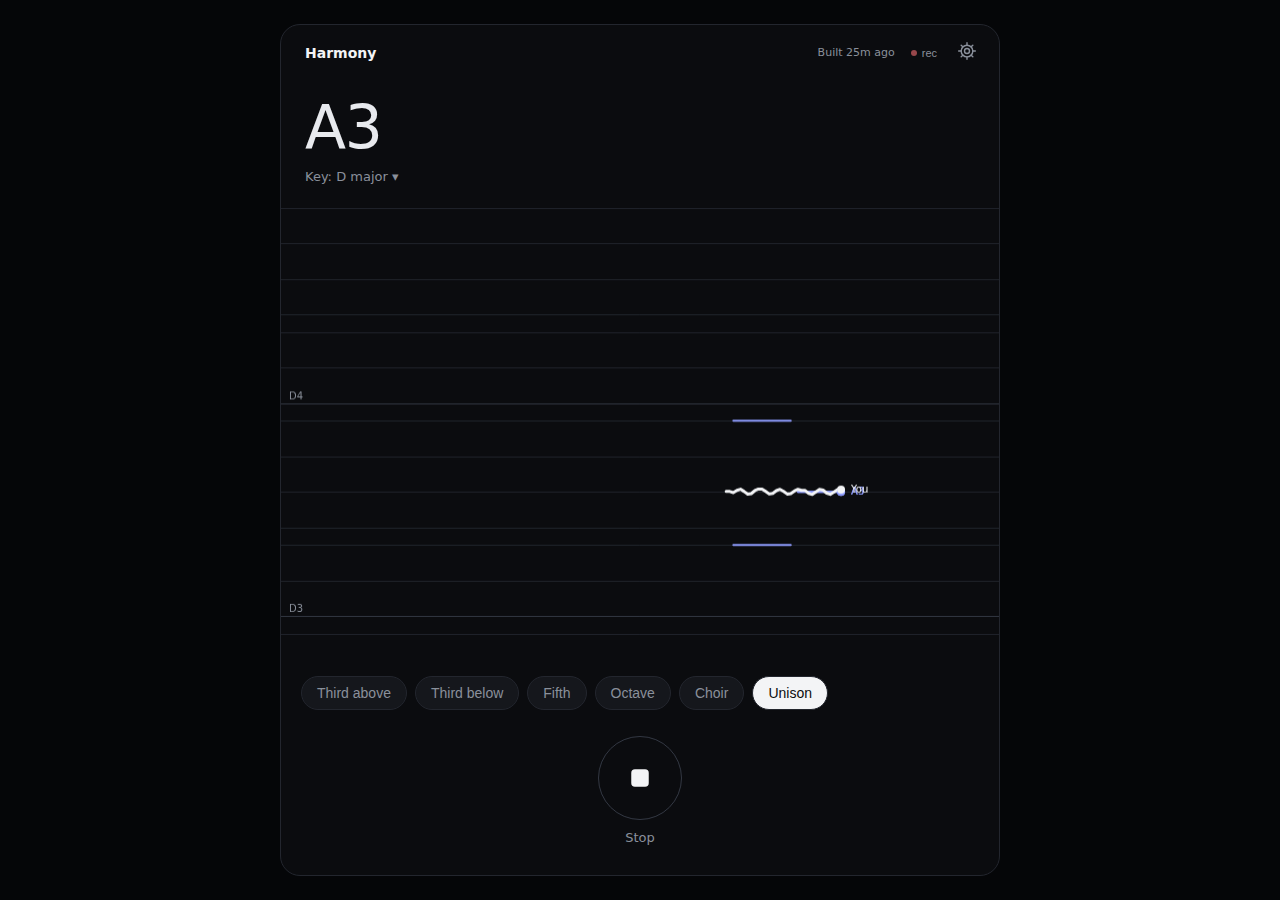 Harmony
Built 25m ago
rec
A3
Key: D major ▾
D4
You
D3
Third above
Third below
Fifth
Octave
Choir
Unison
Stop